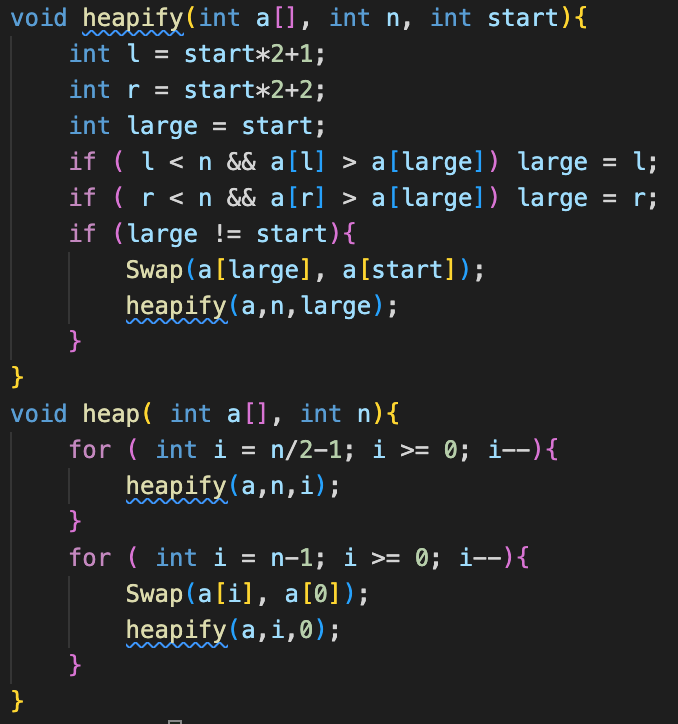 void heapify(int a[], int n, int start){
    int l = start*2+1;
    int r = start*2+2;
    int large = start;
    if ( l < n && a[l] > a[large]) large = l;
    if ( r < n && a[r] > a[large]) large = r;
    if (large != start){
        Swap(a[large], a[start]);
        heapify(a,n,large);
    }
}
void heap( int a[], int n){
    for ( int i = n/2-1; i >= 0; i--){
        heapify(a,n,i);
    }
    for ( int i = n-1; i >= 0; i--){
        Swap(a[i], a[0]);
        heapify(a,i,0);
    }
}